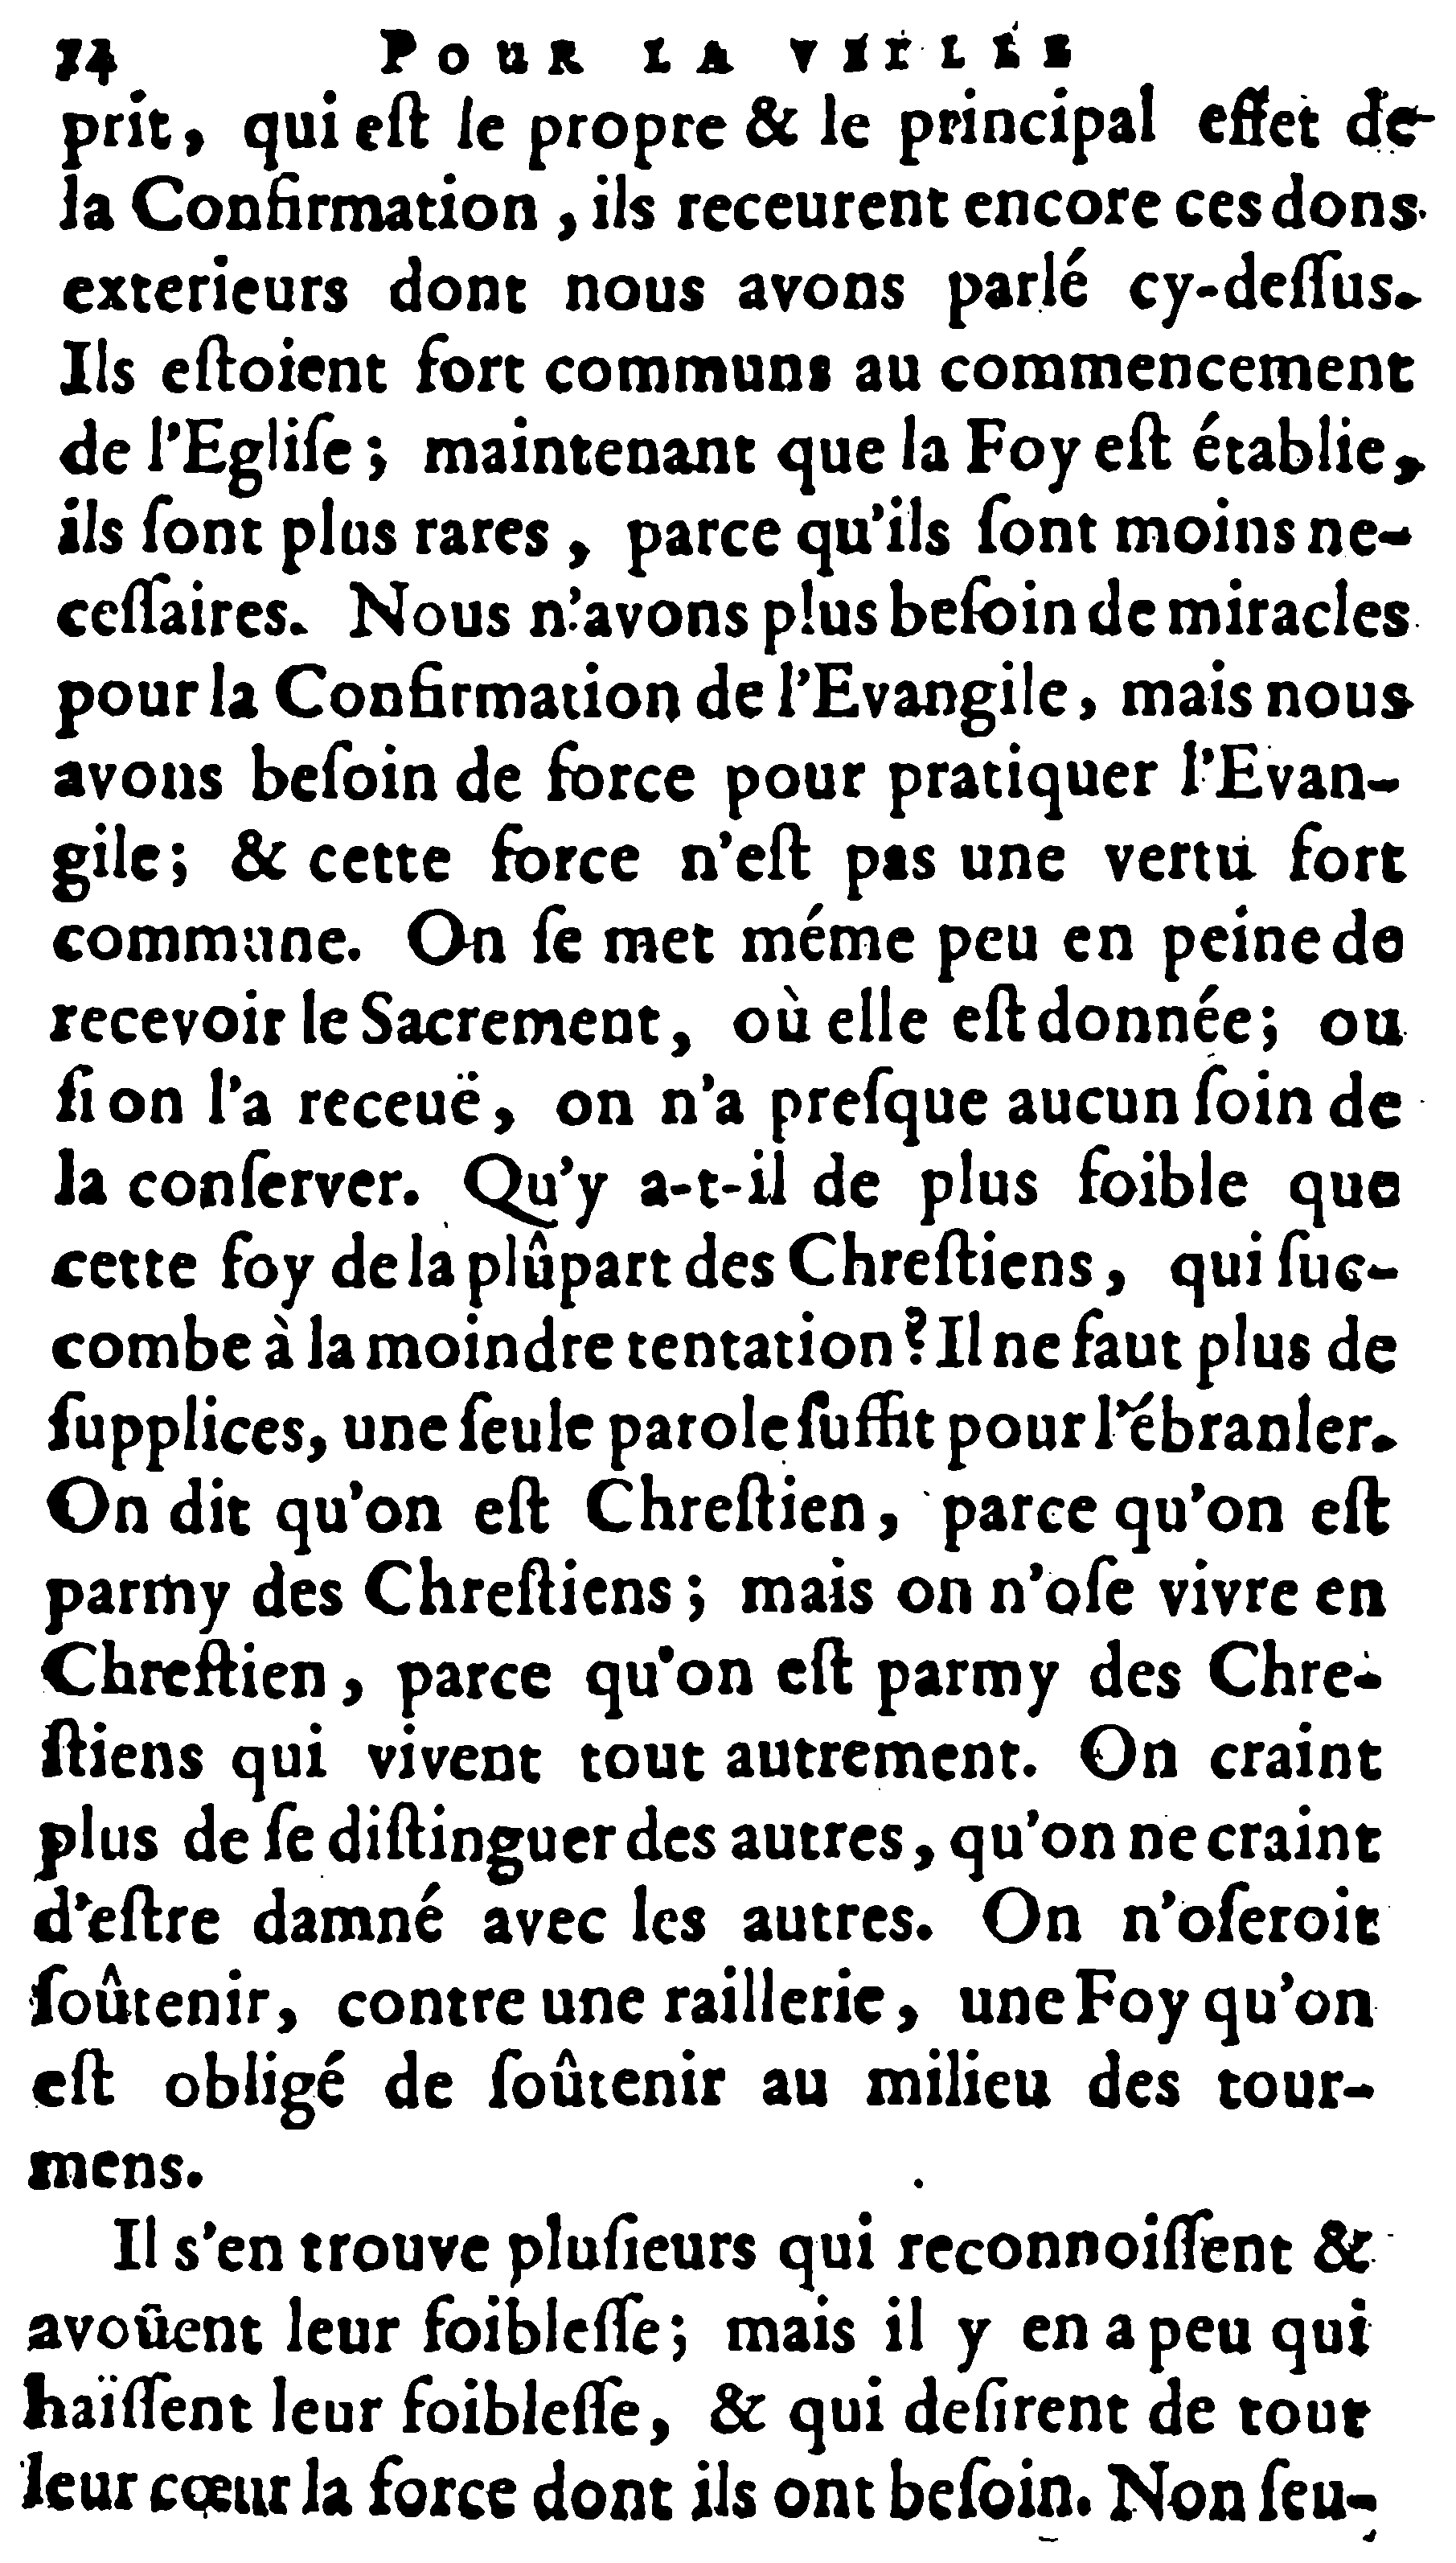 74 POUR LA VEILLE
prit, qui eſt le propre & le principal effet de
la Confirmation, ils receurent encore ces dons
exterieurs dont nous avons parlé cy-deſſus.
Ils eſtoient fort communs au commencement
de l'Egliſe; maintenant que la Foy eſt établie,
ils ſont plus rares, parce qu'ils ſont moins ne-
ceſſaires. Nous n'avons plus beſoin de miracles
pour la Confirmation de l'Evangile, mais nous
avons beſoin de force pour pratiquer l'Evan-
gile; & cette force n'eſt pas une vertu fort
commune. On ſe met méme peu en peine de
recevoir le Sacrement, où elle eſt donnée; ou
ſi on l'a receuë, on n'a preſque aucun ſoin de
la conſerver. Qu'y a-t-il de plus foible que
cette foy de la plûpart des Chreſtiens, qui ſuc-
combe à la moindre tentation? Il ne faut plus de
ſupplices, une ſeule parole ſuffit pour l'ébranler.
On dit qu'on eſt Chreſtien, parce qu'on eſt
parmy des Chreſtiens; mais on n'oſe vivre en
Chreſtien, parce qu'on eſt parmy des Chre-
ſtiens qui vivent tout autrement. On craint
plus de ſe diſtinguer des autres, qu'on ne craint
d'eſtre damné avec les autres. On n'oſeroit
ſoûtenir, contre une raillerie, une Foy qu'on
eſt obligé de ſoûtenir au milieu des tour-
mens.
Il s'en trouve pluſieurs qui reconnoiſſent &
avoûent leur foibleſſe; mais il y en a peu qui
haïſſent leur foibleſſe, & qui deſirent de tout
leur cœur la force dont ils ont beſoin. Non ſeu-